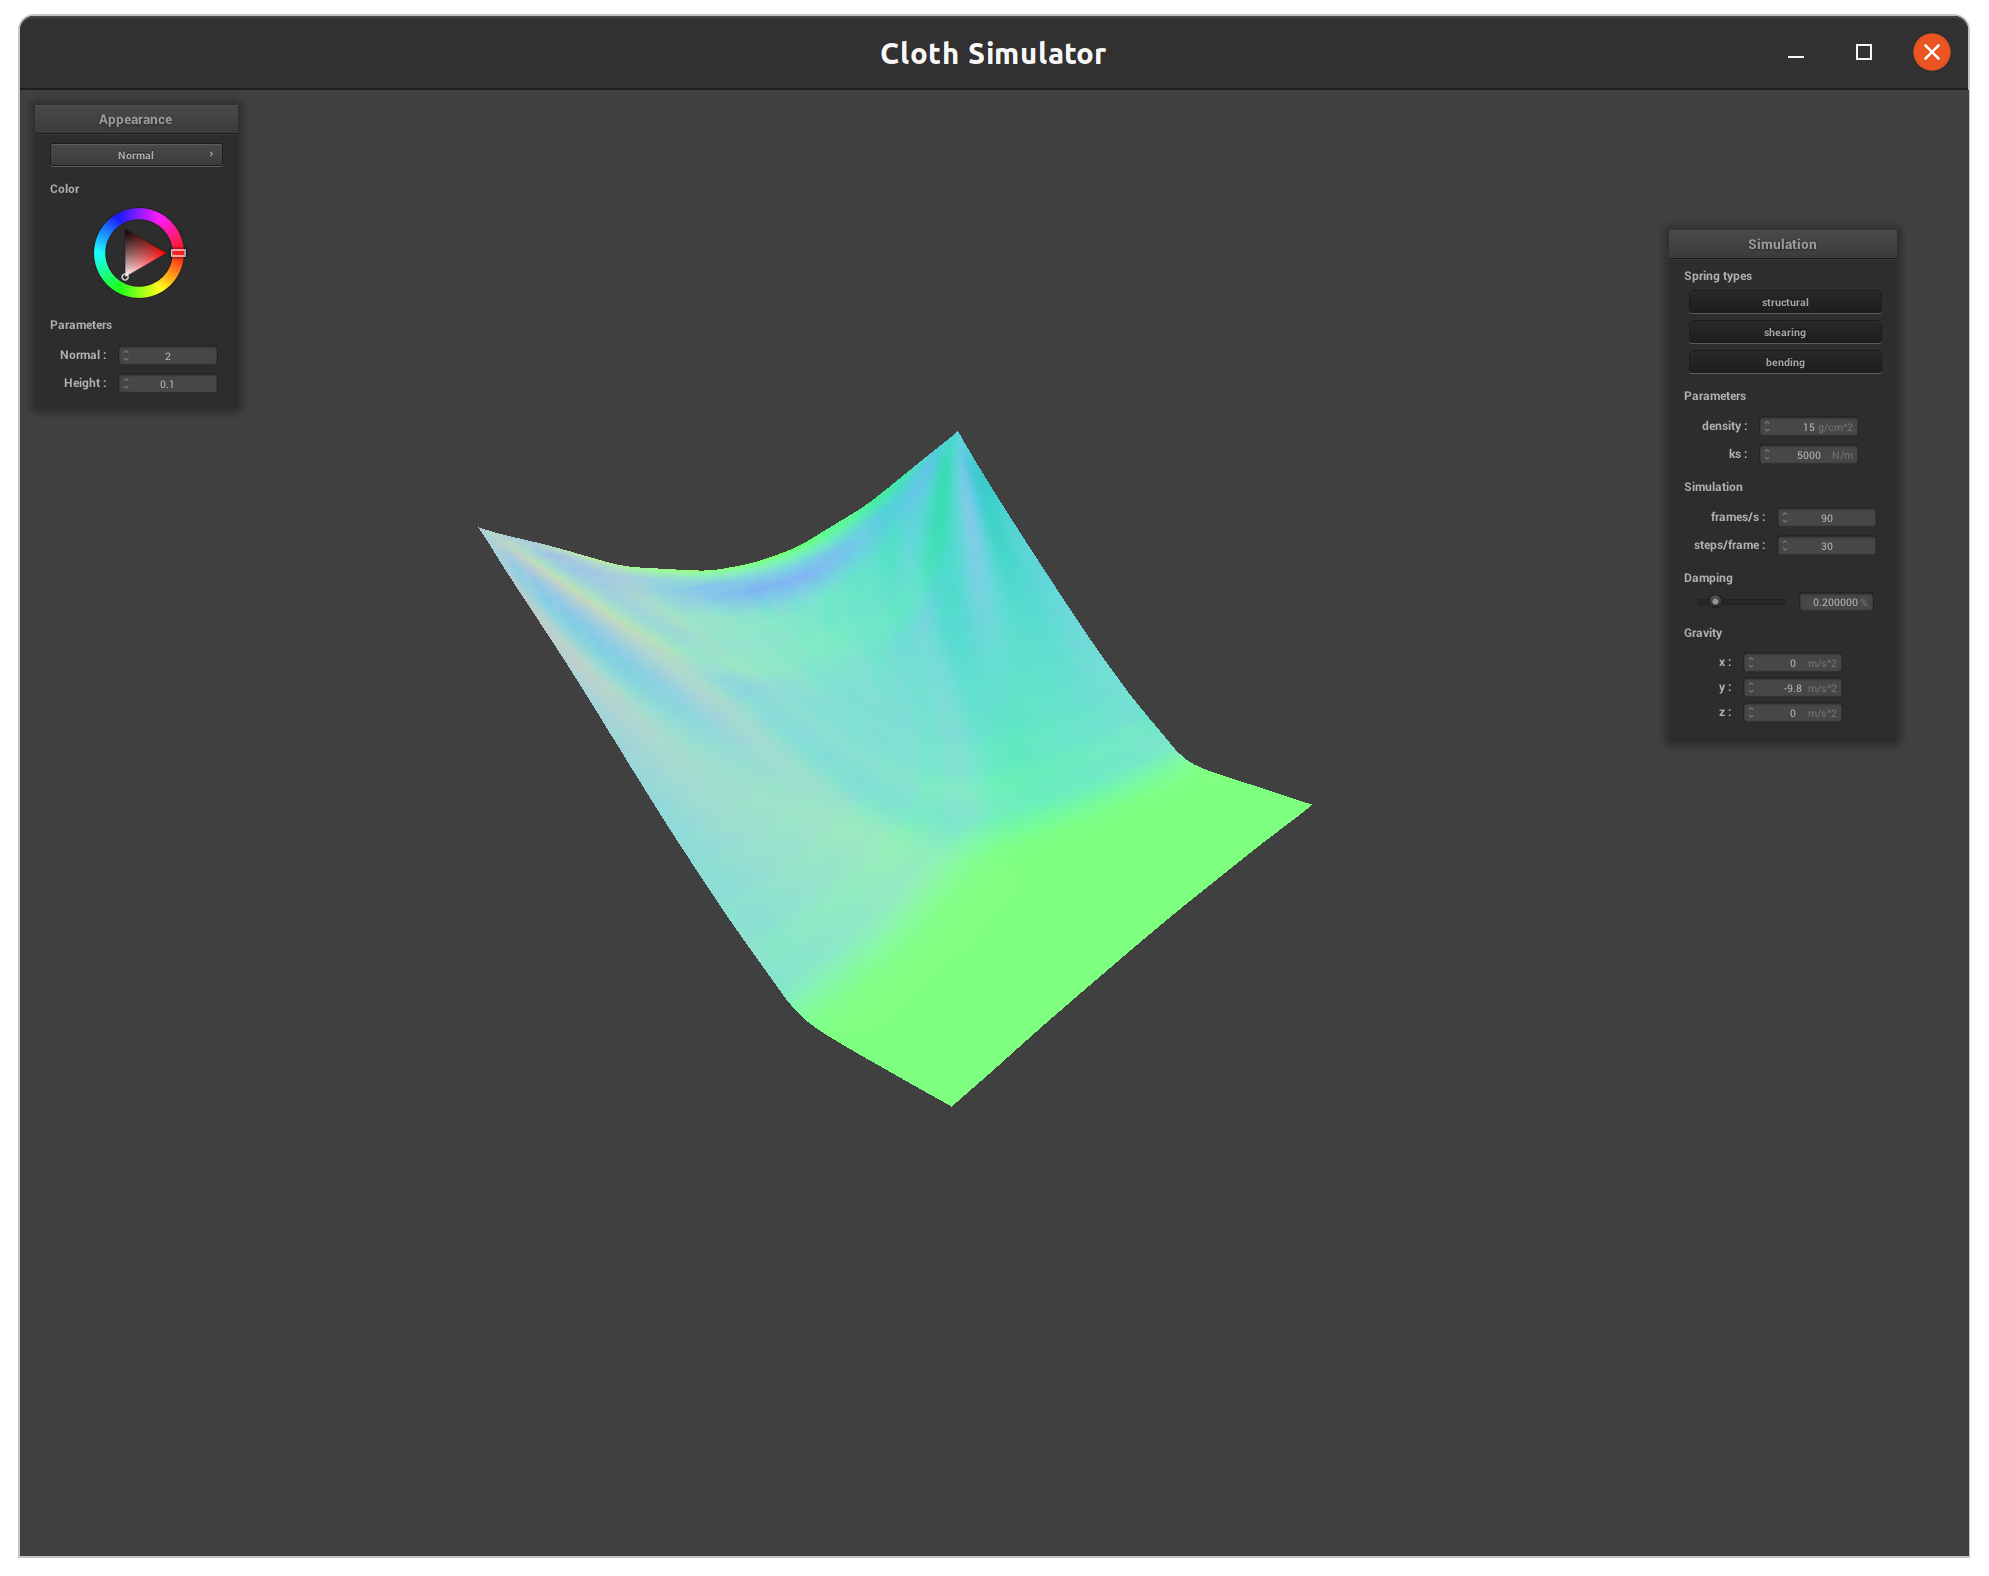 Cloth Simulator
Appearance
Normal
Color
Parameters
Normal : 2
Height : 0.1
Simulation
Spring types
structural
shearing
bending
Parameters
density : 15 g/cm^2
ks : 5000 N/m
Simulation
frames/s : 90
steps/frame : 30
Damping
0.200000 %
Gravity
x : 0 m/s^2
y : -9.8 m/s^2
z : 0 m/s^2